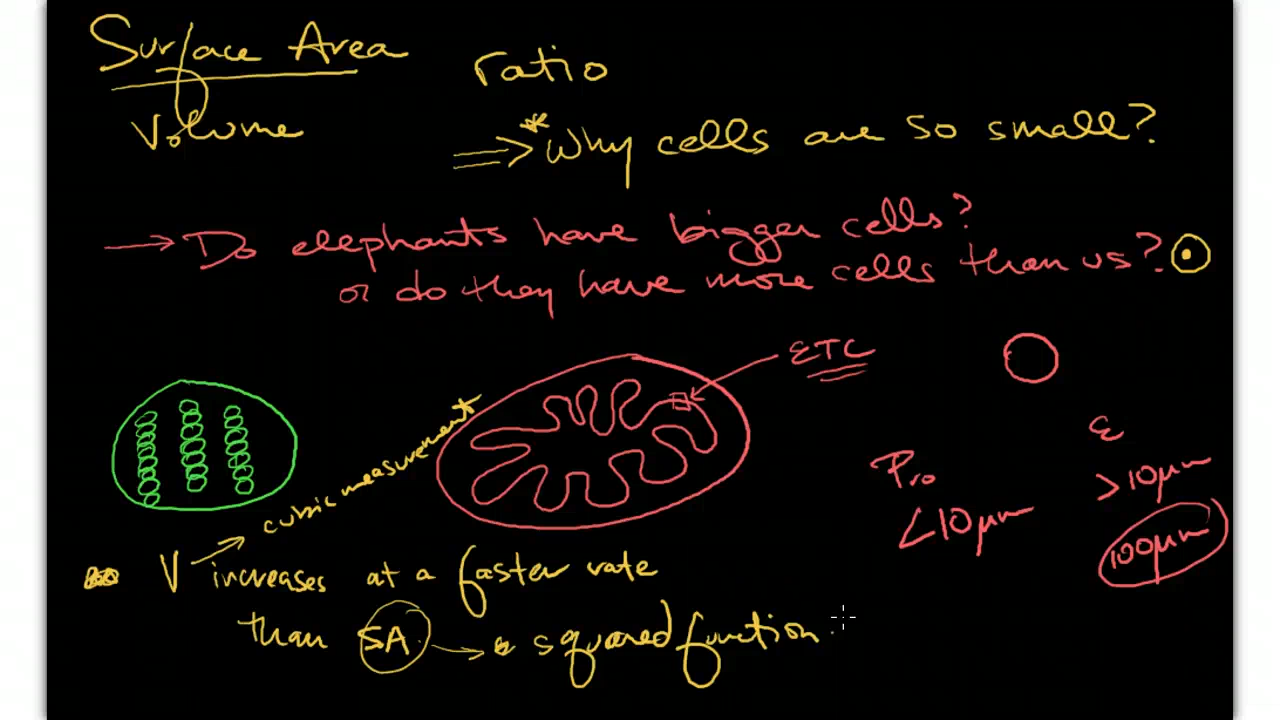 Surface Area
Volume
ratio
* Why cells are so small?
→ Do elephants have bigger cells?
or do they have more cells than us?
ETC
cubic measurement
Pro
<10μm
ε
>10μm
100μm
V increases at a faster rate
than SA → squared function